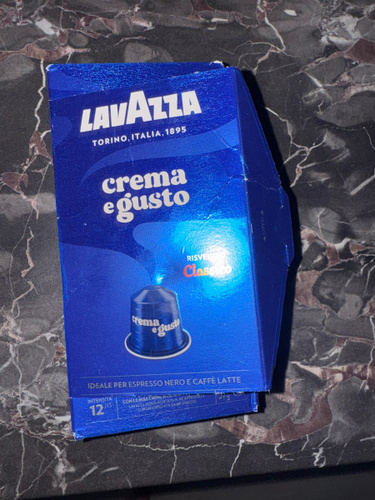 LAVAZZA
TORINO, ITALIA, 1895
crema
e gusto
Classico
crema
e gusto
IDEALE PER ESPRESSO NERO E CAFFÈ LATTE
INTENSITÀ
12